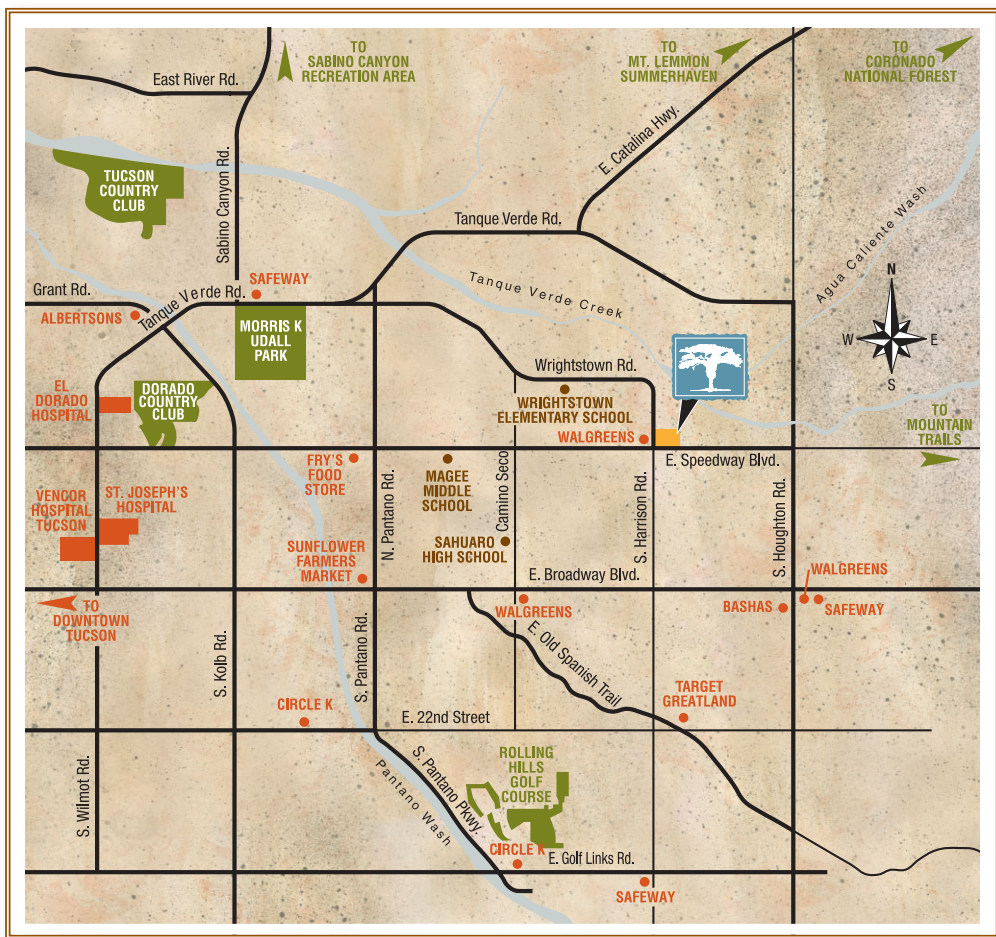 TO
SABINO CANYON
RECREATION AREA
TO
MT. LEMMON
SUMMERHAVEN
TO
CORONADO
NATIONAL FOREST
East River Rd.
E. Catalina Hwy.
TUCSON
COUNTRY
CLUB
Sabino Canyon Rd.
Tanque Verde Rd.
Agua Caliente Wash
Grant Rd.
Tanque Verde Rd.
SAFEWAY
ALBERTSONS
Tanque Verde Creek
N
W
E
S
MORRIS K
UDALL
PARK
Wrightstown Rd.
EL
DORADO
HOSPITAL
DORADO
COUNTRY
CLUB
WRIGHTSTOWN
ELEMENTARY SCHOOL
WALGREENS
TO
MOUNTAIN
TRAILS
E. Speedway Blvd.
FRY'S
FOOD
STORE
N. Pantano Rd.
MAGEE
MIDDLE
SCHOOL
Camino Seco
S. Harrison Rd.
S. Houghton Rd.
VENCOR
HOSPITAL
TUCSON
ST. JOSEPH'S
HOSPITAL
SUNFLOWER
FARMERS
MARKET
SAHUARO
HIGH SCHOOL
E. Broadway Blvd.
WALGREENS
TO
DOWNTOWN
TUCSON
WALGREENS
BASHAS
SAFEWAY
S. Kolb Rd.
S. Pantano Rd.
E. Old Spanish Trail
TARGET
GREATLAND
CIRCLE K
E. 22nd Street
S. Wilmot Rd.
Pantano Wash
S. Pantano Pkwy.
ROLLING
HILLS
GOLF
COURSE
CIRCLE K
E. Golf Links Rd.
SAFEWAY